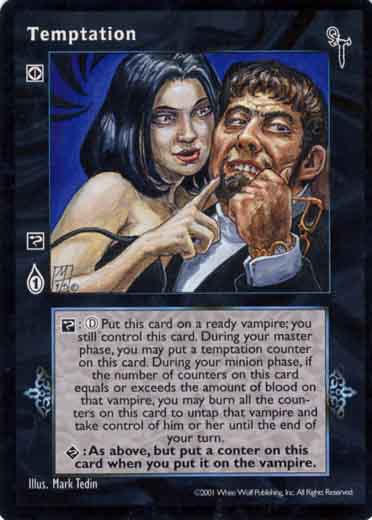 Temptation
1
: D Put this card on a ready vampire; you
still control this card. During your master
phase, you may put a temptation counter
on this card. During your minion phase, if
the number of counters on this card
equals or exceeds the amount of blood on
that vampire, you may burn all the coun-
ters on this card to untap that vampire and
take control of him or her until the end of
your turn.
: As above, but put a conter on this
card when you put it on the vampire.
Illus. Mark Tedin
©2001 White Wolf Publishing, Inc. All Rights Reserved.